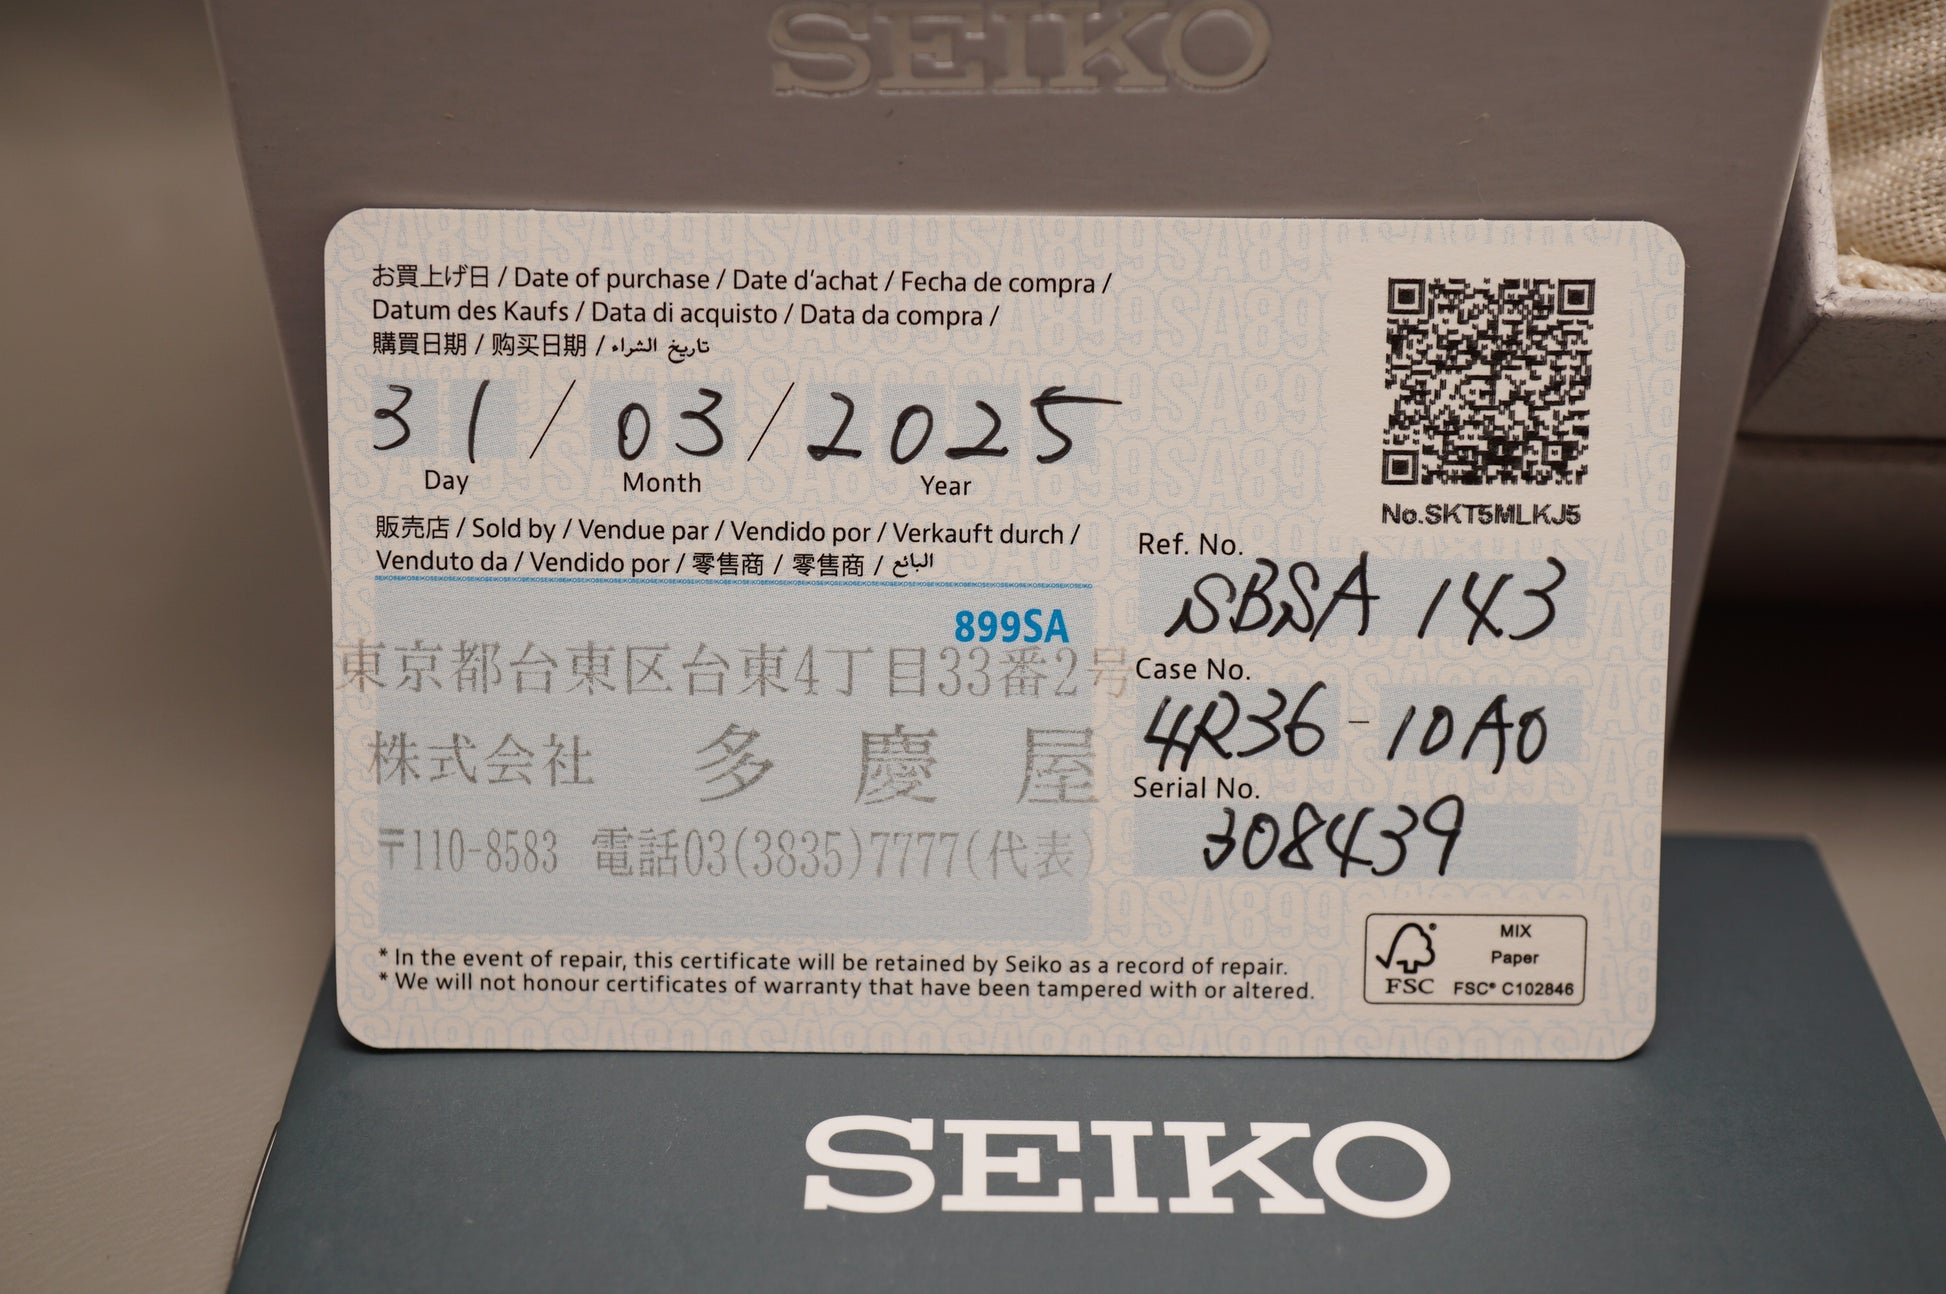 SEIKO
お買上げ日 / Date of purchase / Date d'achat / Fecha de compra /
Datum des Kaufs / Data di acquisto / Data da compra /
購買日期 / 购买日期 / تاريخ الشراء
31 / 03 / 2025
Day Month Year
No.SKT5MLKJ5
販売店 / Sold by / Vendue par / Vendido por / Verkauft durch /
Venduto da / Vendido por / 零售商 / 零售商 / البائع
899SA
東京都台東区台東4丁目33番2号
株式会社 多慶屋
〒110-8583 電話03(3835)7777(代表)
Ref. No.
SBSA 143
Case No.
4R36 - 10A0
Serial No.
308439
* In the event of repair, this certificate will be retained by Seiko as a record of repair.
* We will not honour certificates of warranty that have been tampered with or altered.
FSC
MIX
Paper
FSC® C102846
SEIKO